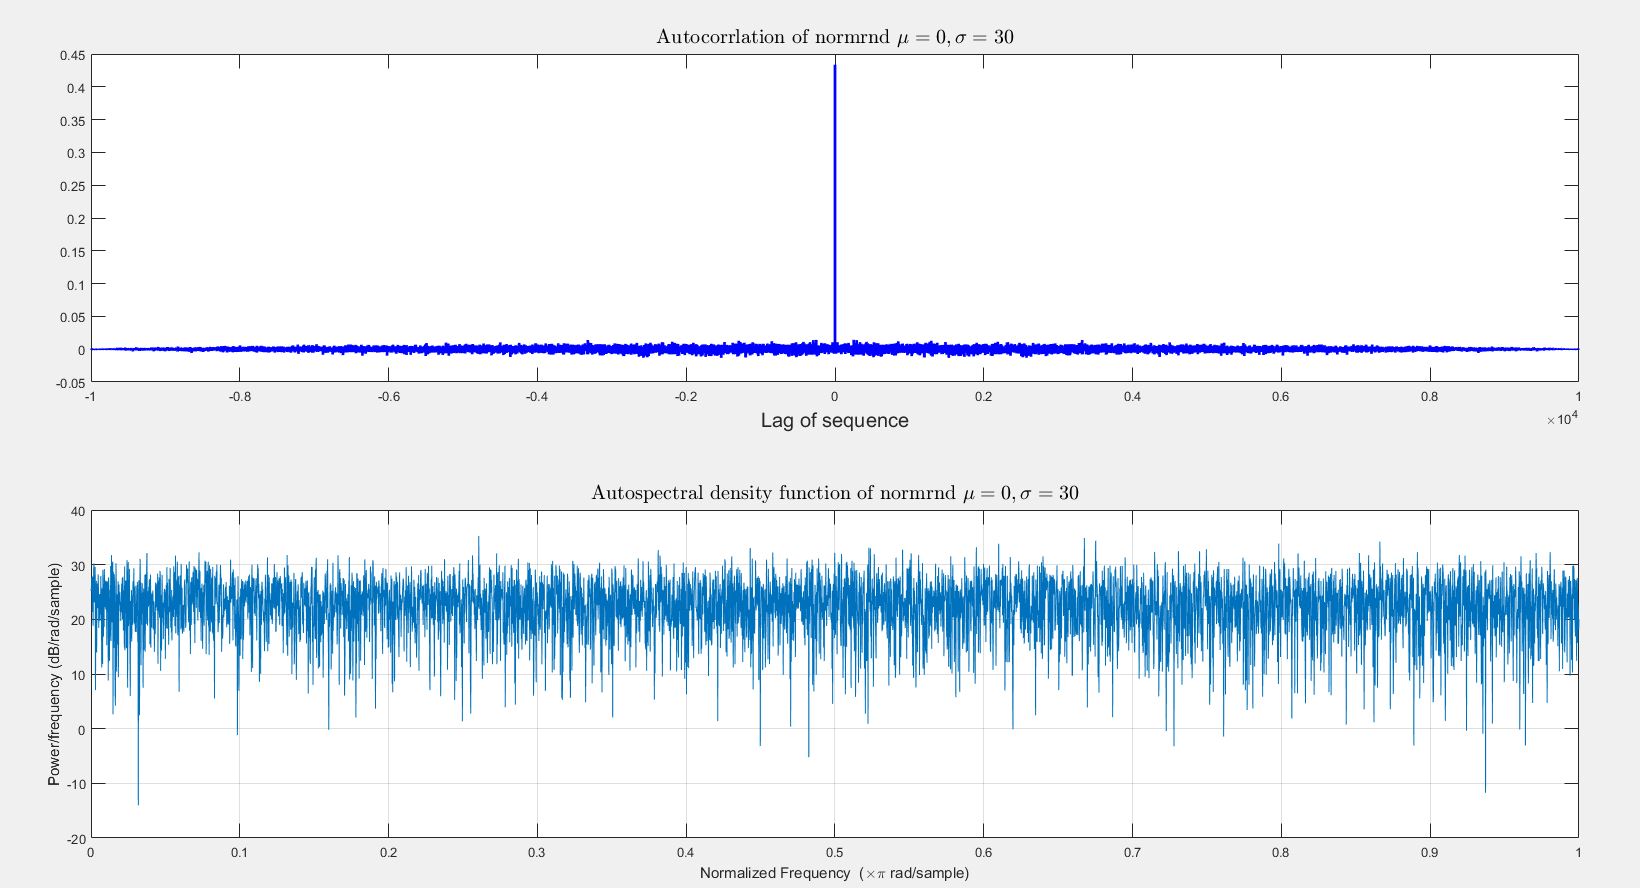 Autocorrlation of normrnd μ = 0, σ = 30
0.45
0.4
0.35
0.3
0.25
0.2
0.15
0.1
0.05
0
-0.05
-1 -0.8 -0.6 -0.4 -0.2 0 0.2 0.4 0.6 0.8 1
×10⁴
Lag of sequence
Autospectral density function of normrnd μ = 0, σ = 30
Power/frequency (dB/rad/sample)
40
30
20
10
0
-10
-20
0 0.1 0.2 0.3 0.4 0.5 0.6 0.7 0.8 0.9 1
Normalized Frequency (×π rad/sample)